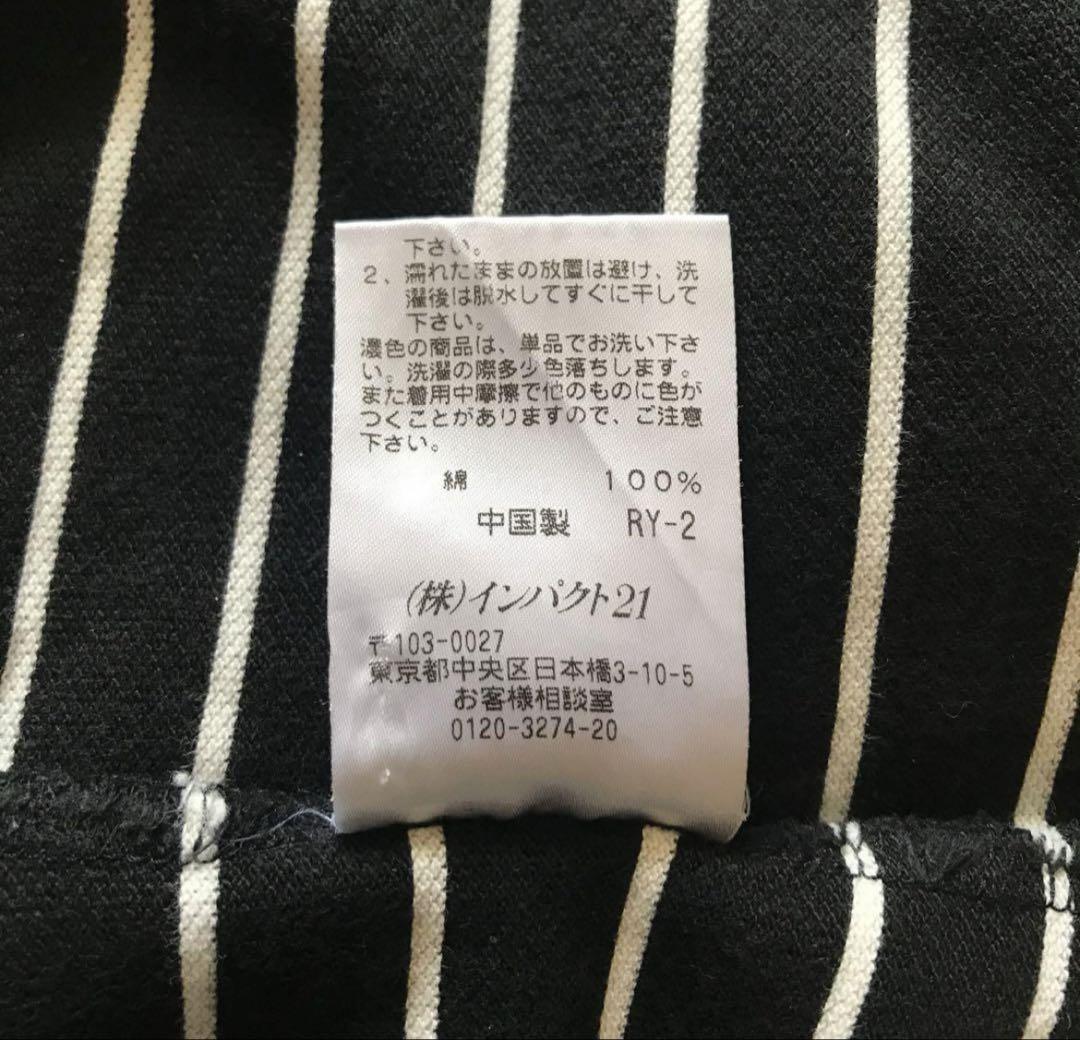 下さい。
2、濡れたままの放置は避け、洗
濯後は脱水してすぐに干して
下さい。
濃色の商品は、単品でお洗い下さ
い。洗濯の際多少色落ちします。
また着用中摩擦で他のものに色が
つくことがありますので、ご注意
下さい。
綿 100%
中国製 RY-2
(株)インパクト21
〒103-0027
東京都中央区日本橋3-10-5
お客様相談室
0120-3274-20